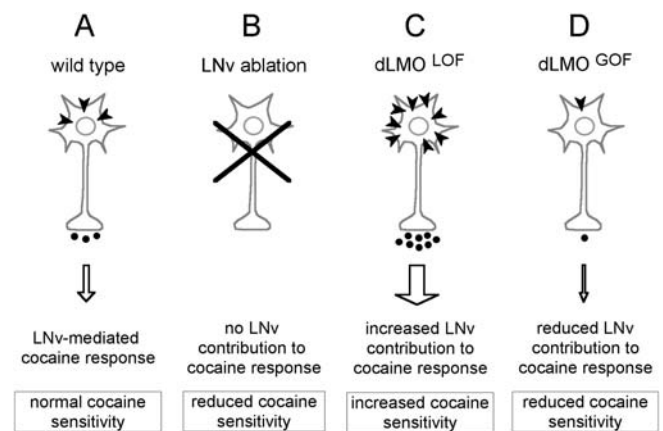 A
B
C
D
wild type
LNv ablation
dLMO LOF
dLMO GOF
LNv-mediated
cocaine response
no LNv
contribution to
cocaine response
increased LNv
contribution to
cocaine response
reduced LNv
contribution to
cocaine response
normal cocaine
sensitivity
reduced cocaine
sensitivity
increased cocaine
sensitivity
reduced cocaine
sensitivity